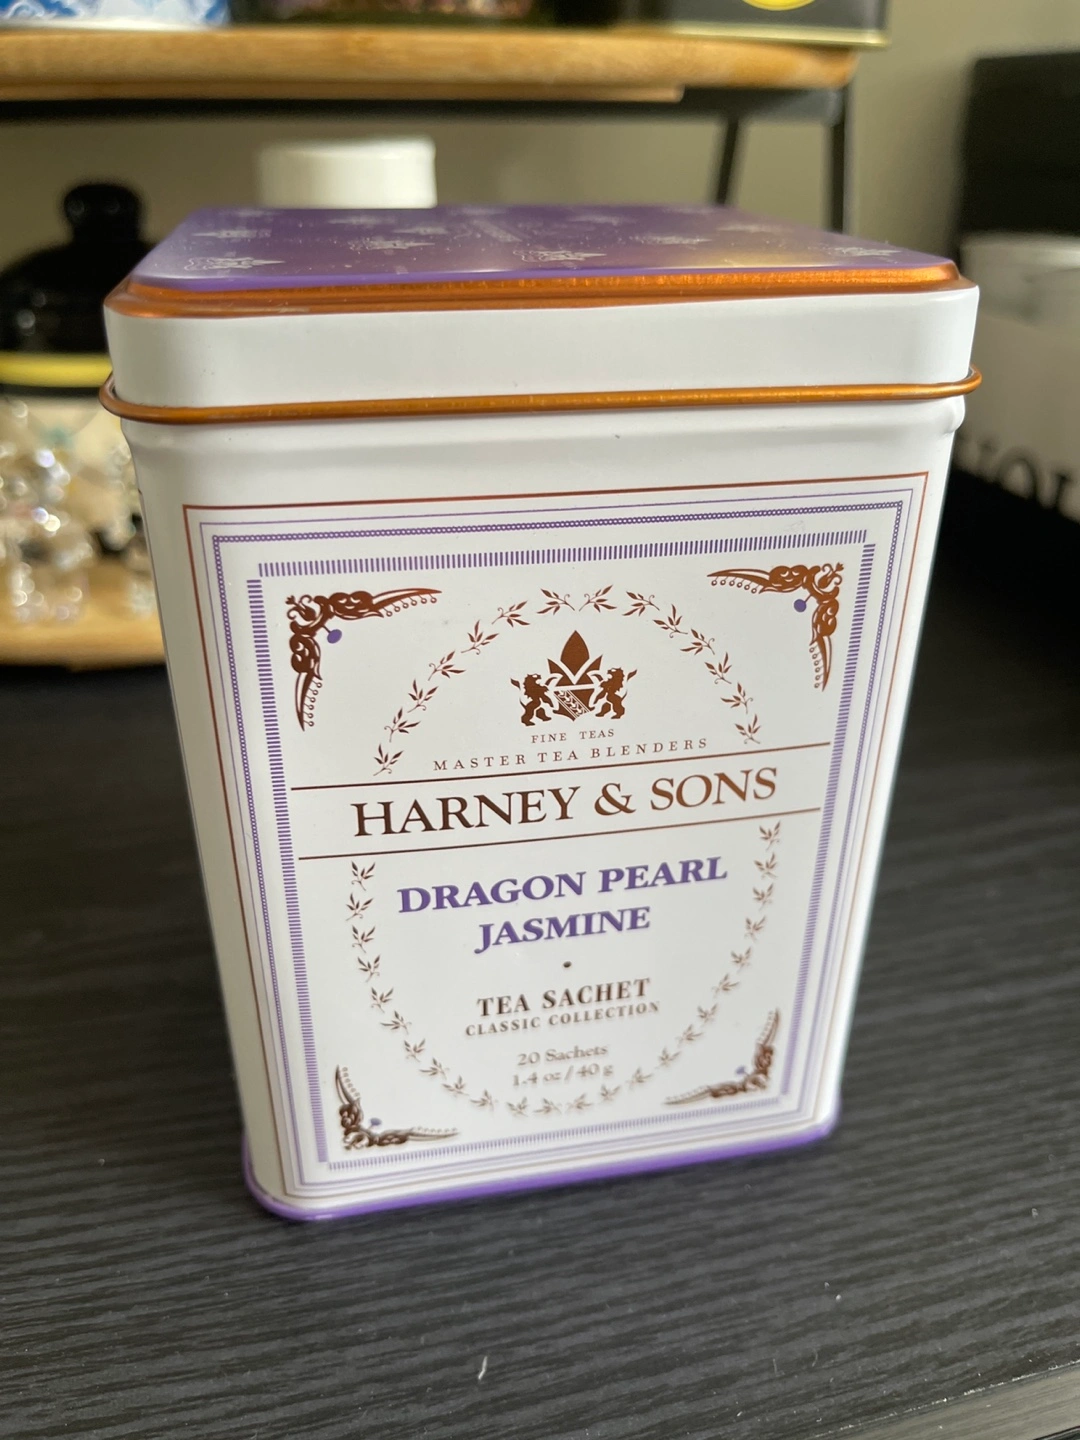 FINE TEAS
MASTER TEA BLENDERS
HARNEY & SONS
DRAGON PEARL
JASMINE
TEA SACHET
CLASSIC COLLECTION
20 Sachets
1.4 oz / 40 g